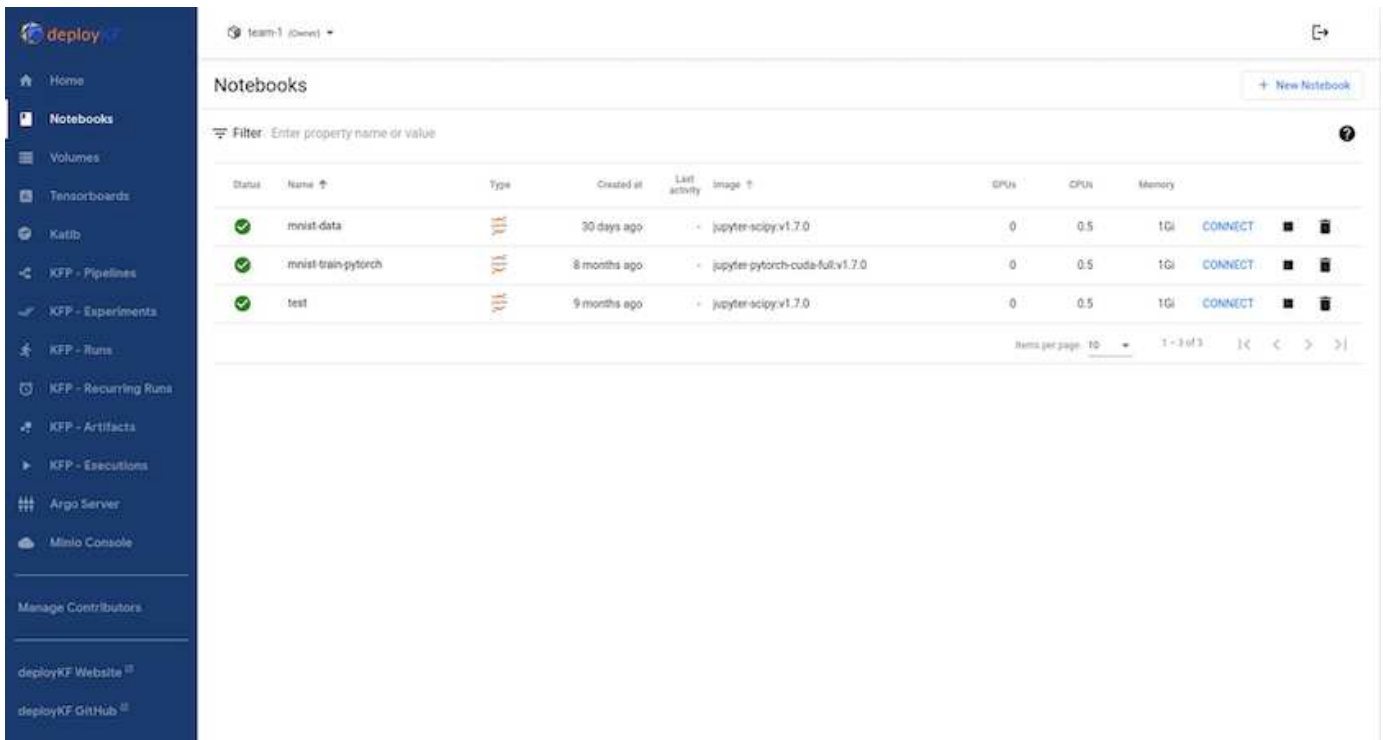 deployKF
team-1 (Owner)
Home
Notebooks
Volumes
Tensorboards
Katib
KFP - Pipelines
KFP - Experiments
KFP - Runs
KFP - Recurring Runs
KFP - Artifacts
KFP - Executions
Argo Server
Minio Console
Manage Contributors
deployKF Website
deployKF GitHub
Notebooks
+ New Notebook
Filter Enter property name or value
Status Name Type Created at Last activity Image GPUs CPUs Memory
mnist-data 30 days ago - jupyter-scipy:v1.7.0 0 0.5 1Gi CONNECT
mnist-train-pytorch 8 months ago - jupyter-pytorch-cuda-full:v1.7.0 0 0.5 1Gi CONNECT
test 9 months ago - jupyter-scipy:v1.7.0 0 0.5 1Gi CONNECT
Items per page: 10 1 - 3 of 3